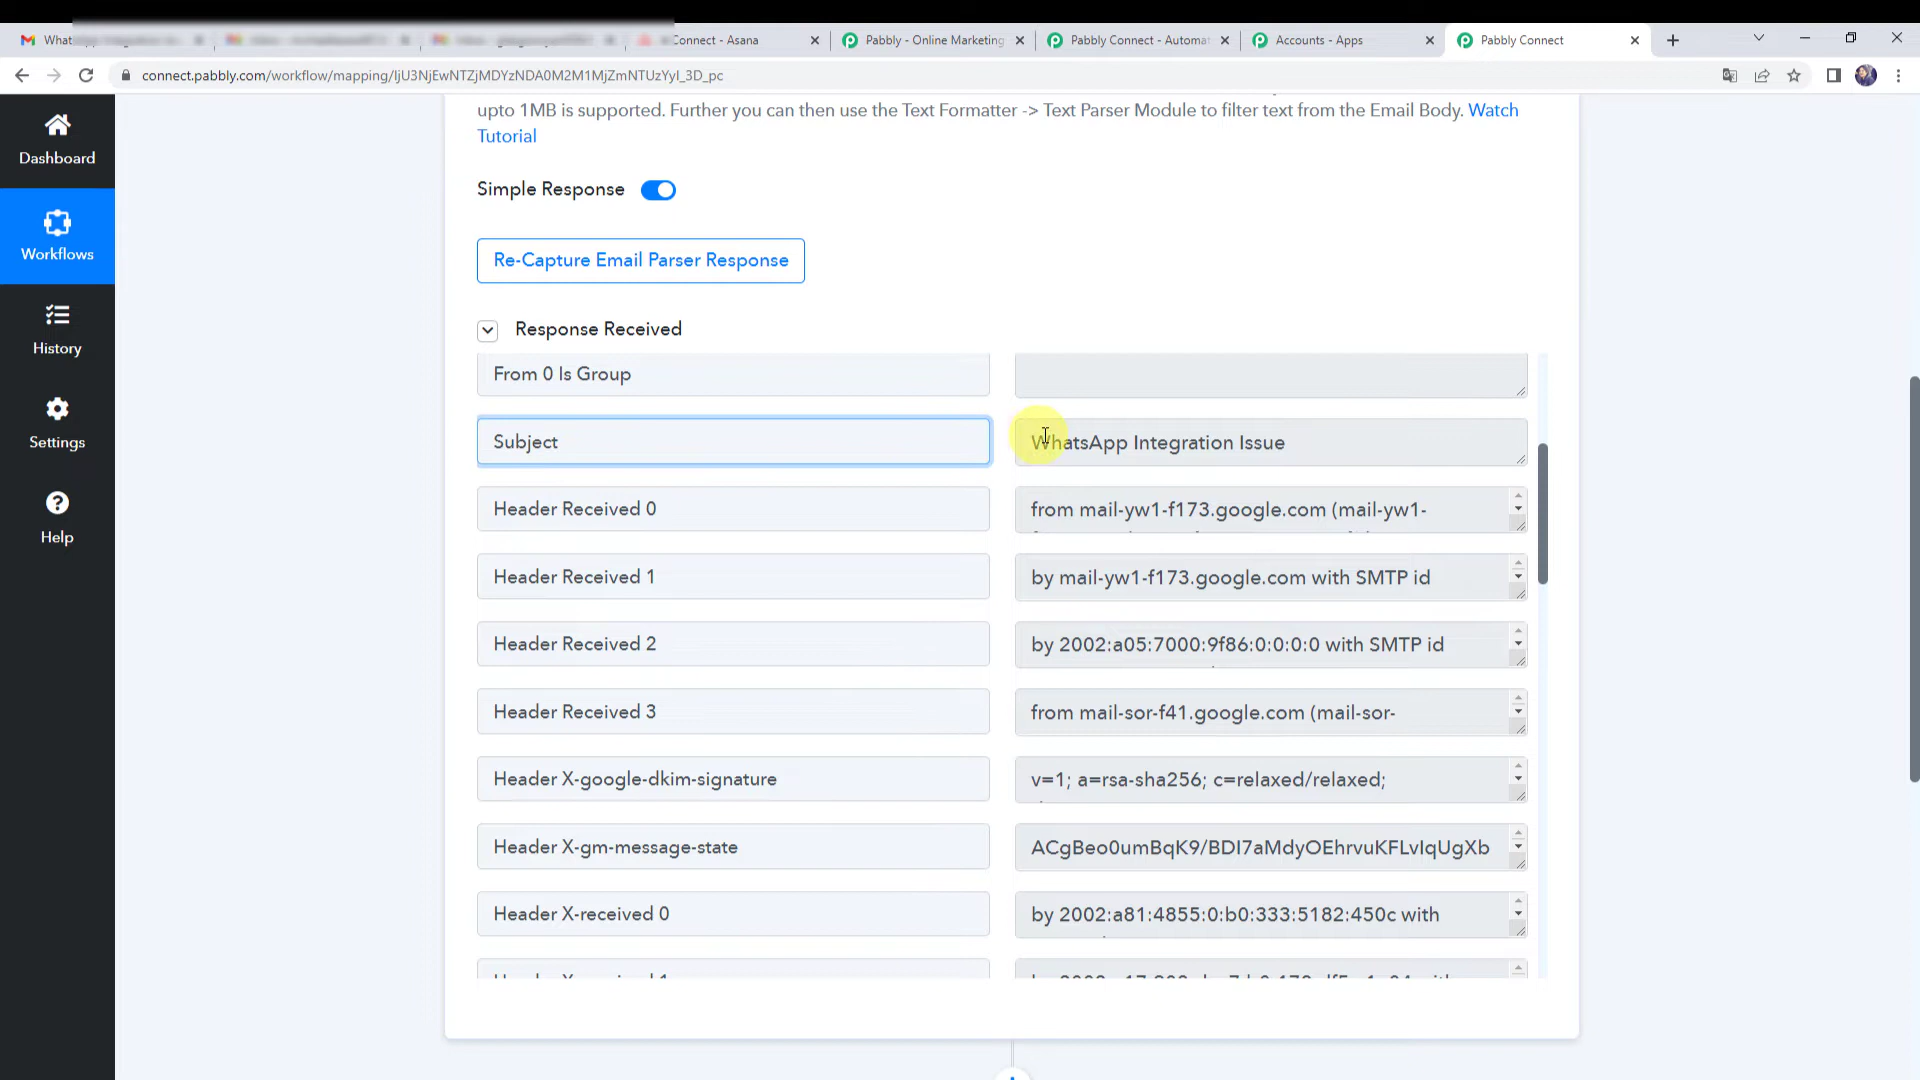 What
Connect - Asana
Pabbly - Online Marketing
Pabbly Connect - Automa
Accounts - Apps
Pabbly Connect
connect.pabbly.com/workflow/mapping/IjU3NjEwNTZjMDYzNDA0M2M1MjZmNTUzYyI_3D_pc
Dashboard
Workflows
History
Settings
Help
upto 1MB is supported. Further you can then use the Text Formatter -> Text Parser Module to filter text from the Email Body. Watch
Tutorial
Simple Response
Re-Capture Email Parser Response
Response Received
From 0 Is Group
Subject
WhatsApp Integration Issue
Header Received 0
from mail-yw1-f173.google.com (mail-yw1-
Header Received 1
by mail-yw1-f173.google.com with SMTP id
Header Received 2
by 2002:a05:7000:9f86:0:0:0:0 with SMTP id
Header Received 3
from mail-sor-f41.google.com (mail-sor-
Header X-google-dkim-signature
v=1; a=rsa-sha256; c=relaxed/relaxed;
Header X-gm-message-state
ACgBeo0umBqK9/BDI7aMdyOEhrvuKFLvIqUgXb
Header X-received 0
by 2002:a81:4855:0:b0:333:5182:450c with